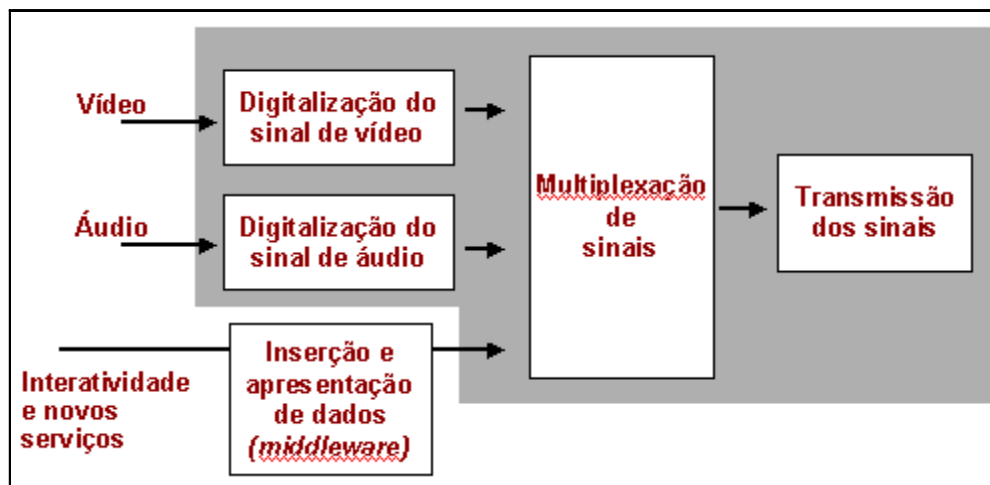 Vídeo
Digitalização do
sinal de vídeo
Áudio
Digitalização do
sinal de áudio
Interatividade
e novos
serviços
Inserção e
apresentação
de dados
(middleware)
Multiplexação
de
sinais
Transmissão
dos sinais